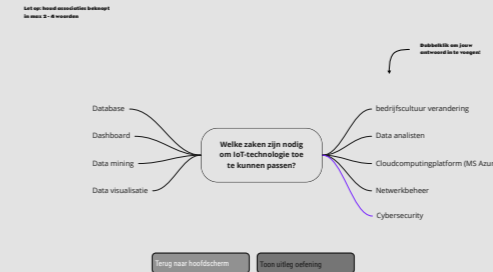 Let op: houd associaties beknopt
in max 2 - 4 woorden
Dubbelklik om jouw
antwoord in te voegen!
Database
Dashboard
Data mining
Data visualisatie
Welke zaken zijn nodig
om IoT-technologie toe
te kunnen passen?
bedrijfscultuur verandering
Data analisten
Cloudcomputingplatform (MS Azur
Netwerkbeheer
Cybersecurity
Terug naar hoofdscherm
Toon uitleg oefening